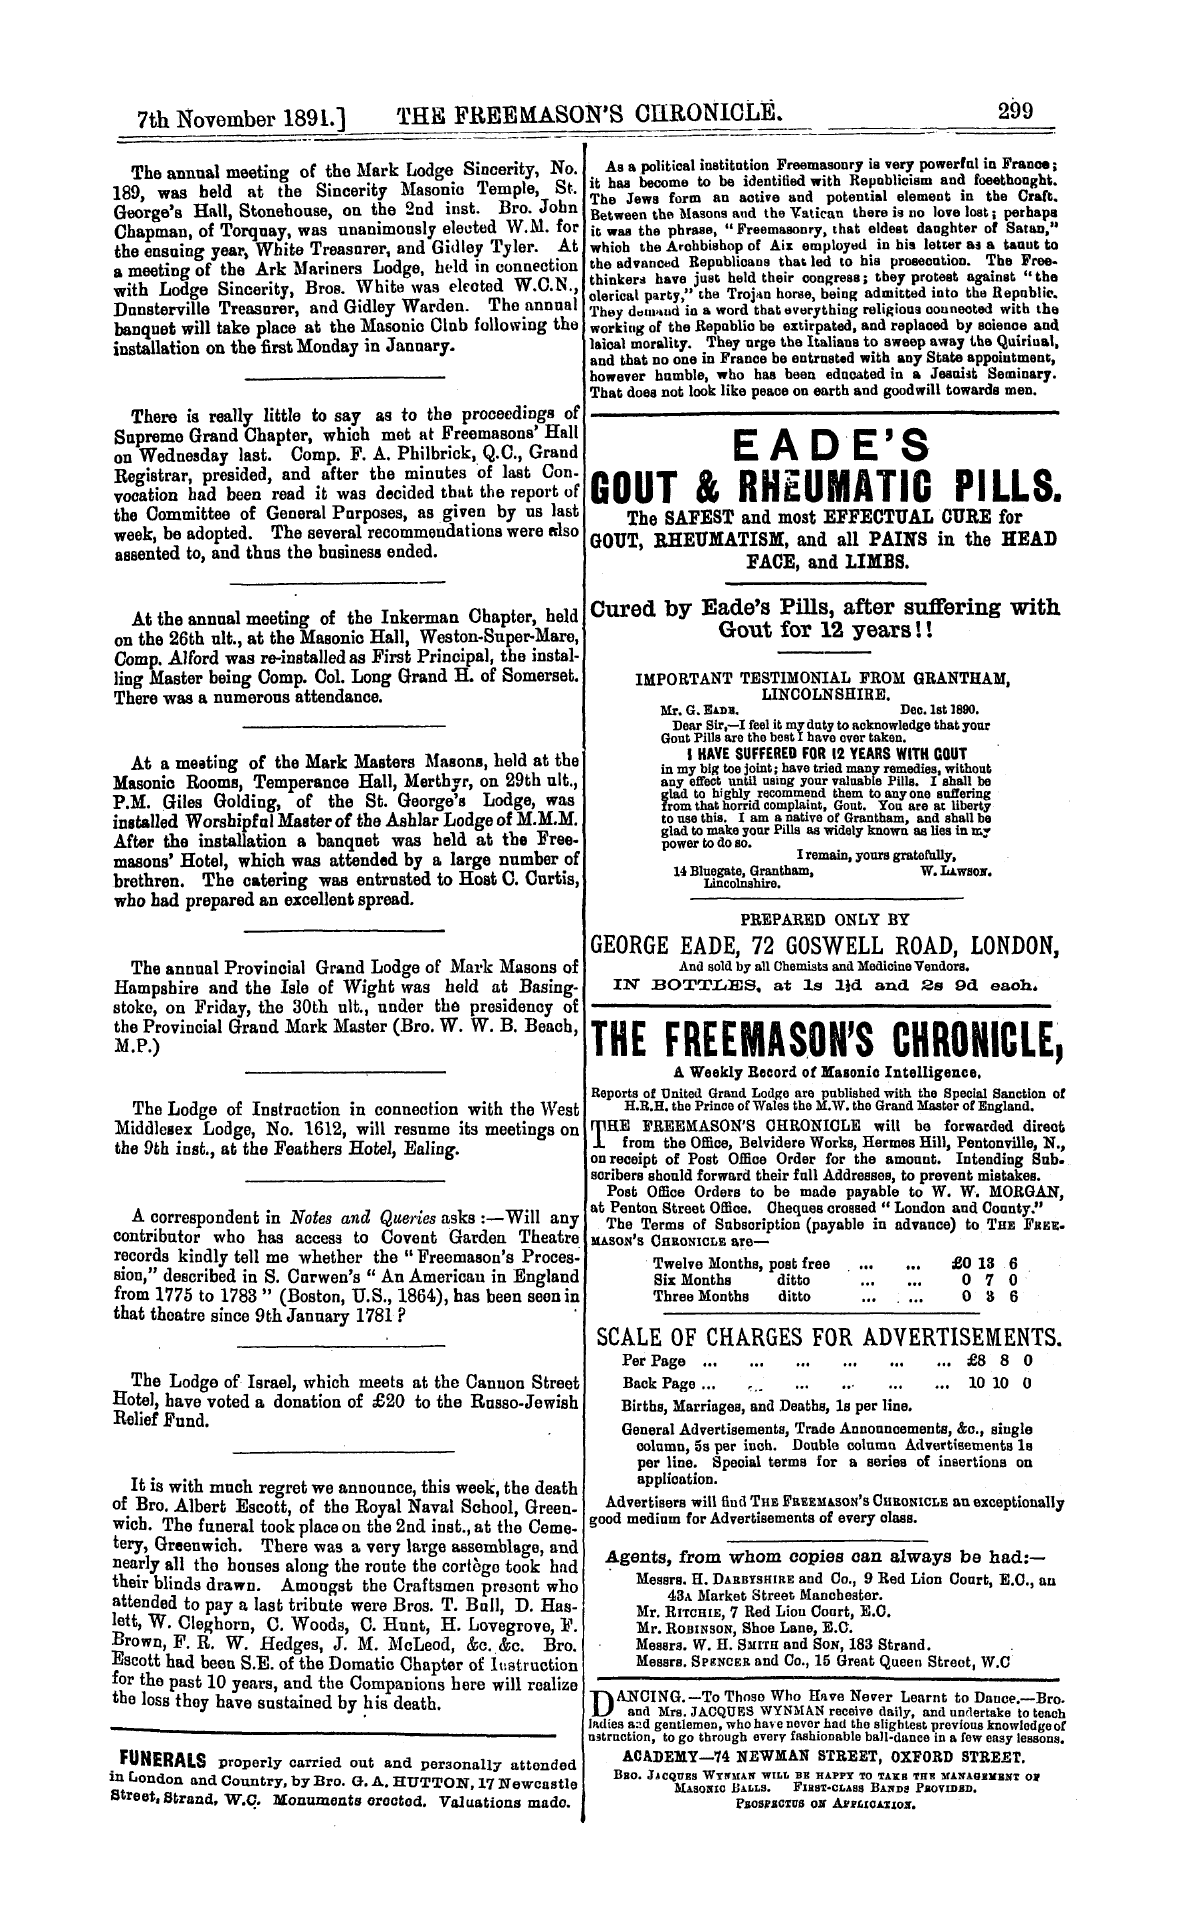 7th November 1891.] THE FREEMASON'S CHRONICLE. 299
The annual meeting of the Mark Lodge Sincerity, No.
189, was held at the Sincerity Masonic Temple, St.
George's Hall, Stonehouse, on the 2nd inst. Bro. John
Chapman, of Torquay, was unanimously elected W.M. for
the ensuing year, White Treasurer, and Gidley Tyler. At
a meeting of the Ark Mariners Lodge, held in connection
with Lodge Sincerity, Bros. White was elected W.C.N.,
Dunsterville Treasurer, and Gidley Warden. The annual
banquet will take place at the Masonic Club following the
installation on the first Monday in January.
There is really little to say as to the proceedings of
Supreme Grand Chapter, which met at Freemasons' Hall
on Wednesday last. Comp. F. A. Philbrick, Q.C., Grand
Registrar, presided, and after the minutes of last Con-
vocation had been read it was decided that the report of
the Committee of General Purposes, as given by us last
week, be adopted. The several recommendations were also
assented to, and thus the business ended.
At the annual meeting of the Inkerman Chapter, held
on the 26th ult., at the Masonic Hall, Weston-Super-Mare,
Comp. Alford was re-installed as First Principal, the instal-
ling Master being Comp. Col. Long Grand H. of Somerset.
There was a numerous attendance.
At a meeting of the Mark Masters Masons, held at the
Masonic Rooms, Temperance Hall, Merthyr, on 29th ult.,
P.M. Giles Golding, of the St. George's Lodge, was
installed Worshipful Master of the Ashlar Lodge of M.M.M.
After the installation a banquet was held at the Free-
masons' Hotel, which was attended by a large number of
brethren. The catering was entrusted to Host C. Curtis,
who had prepared an excellent spread.
The annual Provincial Grand Lodge of Mark Masons of
Hampshire and the Isle of Wight was held at Basing-
stoke, on Friday, the 30th ult., under the presidency of
the Provincial Grand Mark Master (Bro. W. W. B. Beach,
M.P.)
The Lodge of Instruction in connection with the West
Middlesex Lodge, No. 1612, will resume its meetings on
the 9th inst., at the Feathers Hotel, Ealing.
A correspondent in Notes and Queries asks :—Will any
contributor who has access to Covent Garden Theatre
records kindly tell me whether the "Freemason's Proces-
sion," described in S. Curwen's "An American in England
from 1775 to 1783" (Boston, U.S., 1864), has been seen in
that theatre since 9th January 1781?
The Lodge of Israel, which meets at the Cannon Street
Hotel, have voted a donation of £20 to the Russo-Jewish
Relief Fund.
It is with much regret we announce, this week, the death
of Bro. Albert Escott, of the Royal Naval School, Green-
wich. The funeral took place on the 2nd inst., at the Ceme-
tery, Greenwich. There was a very large assemblage, and
nearly all the houses along the route the cortège took had
their blinds drawn. Amongst the Craftsmen present who
attended to pay a last tribute were Bros. T. Bull, D. Has-
lett, W. Cleghorn, C. Woods, C. Hunt, H. Lovegrove, F.
Brown, F. R. W. Hedges, J. M. McLeod, &c. &c. Bro.
Escott had been S.E. of the Domatic Chapter of Instruction
for the past 10 years, and the Companions here will realize
the loss they have sustained by his death.
FUNERALS properly carried out and personally attended
in London and Country, by Bro. G. A. HUTTON, 17 Newcastle
Street, Strand, W.C. Monuments erected. Valuations made.
As a political institution Freemasonry is very powerful in France;
it has become to be identified with Republicism and foeethought.
The Jews form an active and potential element in the Craft.
Between the Masons and the Vatican there is no love lost; perhaps
it was the phrase, "Freemasonry, that eldest daughter of Satan,"
which the Archbishop of Aix employed in his letter as a taunt to
the advanced Republicans that led to his prosecution. The Free-
thinkers have just held their congress; they protest against "the
clerical party," the Trojan horse, being admitted into the Republic.
They demand in a word that everything religious connected with the
working of the Republic be extirpated, and replaced by science and
laical morality. They urge the Italians to sweep away the Quirinal,
and that no one in France be entrusted with any State appointment,
however humble, who has been educated in a Jesuist Seminary.
That does not look like peace on earth and goodwill towards men.
EADE'S
GOUT & RHEUMATIC PILLS.
The SAFEST and most EFFECTUAL CURE for
GOUT, RHEUMATISM, and all PAINS in the HEAD
FACE, and LIMBS.
Cured by Eade's Pills, after suffering with
Gout for 12 years!!
IMPORTANT TESTIMONIAL FROM GRANTHAM,
LINCOLNSHIRE.
Mr. G. EADE. Dec. 1st 1890.
Dear Sir,—I feel it my duty to acknowledge that your
Gout Pills are the best I have ever taken.
I HAVE SUFFERED FOR 12 YEARS WITH GOUT
in my big toe joint; have tried many remedies, without
any effect until using your valuable Pills. I shall be
glad to highly recommend them to any one suffering
from that horrid complaint, Gout. You are at liberty
to use this. I am a native of Grantham, and shall be
glad to make your Pills as widely known as lies in my
power to do so.
I remain, yours gratefully,
14 Bluegate, Grantham, W. LAWSON.
Lincolnshire.
PREPARED ONLY BY
GEORGE EADE, 72 GOSWELL ROAD, LONDON,
And sold by all Chemists and Medicine Vendors.
IN BOTTLES, at 1s 1½d and 2s 9d each.
THE FREEMASON'S CHRONICLE,
A Weekly Record of Masonic Intelligence.
Reports of United Grand Lodge are published with the Special Sanction of
H.R.H. the Prince of Wales the M.W. the Grand Master of England.
THE FREEMASON'S CHRONICLE will be forwarded direct
from the Office, Belvidere Works, Hermes Hill, Pentonville, N.,
on receipt of Post Office Order for the amount. Intending Sub-
scribers should forward their full Addresses, to prevent mistakes.
Post Office Orders to be made payable to W. W. MORGAN,
at Penton Street Office. Cheques crossed "London and County."
The Terms of Subscription (payable in advance) to THE FREE-
MASON'S CHRONICLE are—
Twelve Months, post free ... ... £0 13 6
Six Months ditto ... ... 0 7 0
Three Months ditto ... ... 0 3 6
SCALE OF CHARGES FOR ADVERTISEMENTS.
Per Page ... ... ... ... ... ... £8 8 0
Back Page ... ... ... ... ... ... 10 10 0
Births, Marriages, and Deaths, 1s per line.
General Advertisements, Trade Announcements, &c., single
column, 5s per inch. Double column Advertisements 1s
per line. Special terms for a series of insertions on
application.
Advertisers will find THE FREEMASON'S CHRONICLE an exceptionally
good medium for Advertisements of every class.
Agents, from whom copies can always be had:—
Messrs. H. DARBYSHIRE and Co., 9 Red Lion Court, E.C., an
43A Market Street Manchester.
Mr. RITCHIE, 7 Red Lion Court, E.C.
Mr. ROBINSON, Shoe Lane, E.C.
Messrs. W. H. SMITH and SON, 183 Strand.
Messrs. SPENCER and Co., 15 Great Queen Street, W.C
DANCING.—To Those Who Have Never Learnt to Dance.—Bro.
and Mrs. JACQUES WYNMAN receive daily, and undertake to teach
ladies and gentlemen, who have never had the slightest previous knowledge of
nstruction, to go through every fashionable ball-dance in a few easy lessons.
ACADEMY—74 NEWMAN STREET, OXFORD STREET.
BRO. JACQUES WYNMAN WILL BE HAPPY TO TAKE THE MANAGEMENT OF
MASONIC BALLS. FIRST-CLASS BANDS PROVIDED.
PROSPECTUS ON APPLICATION.